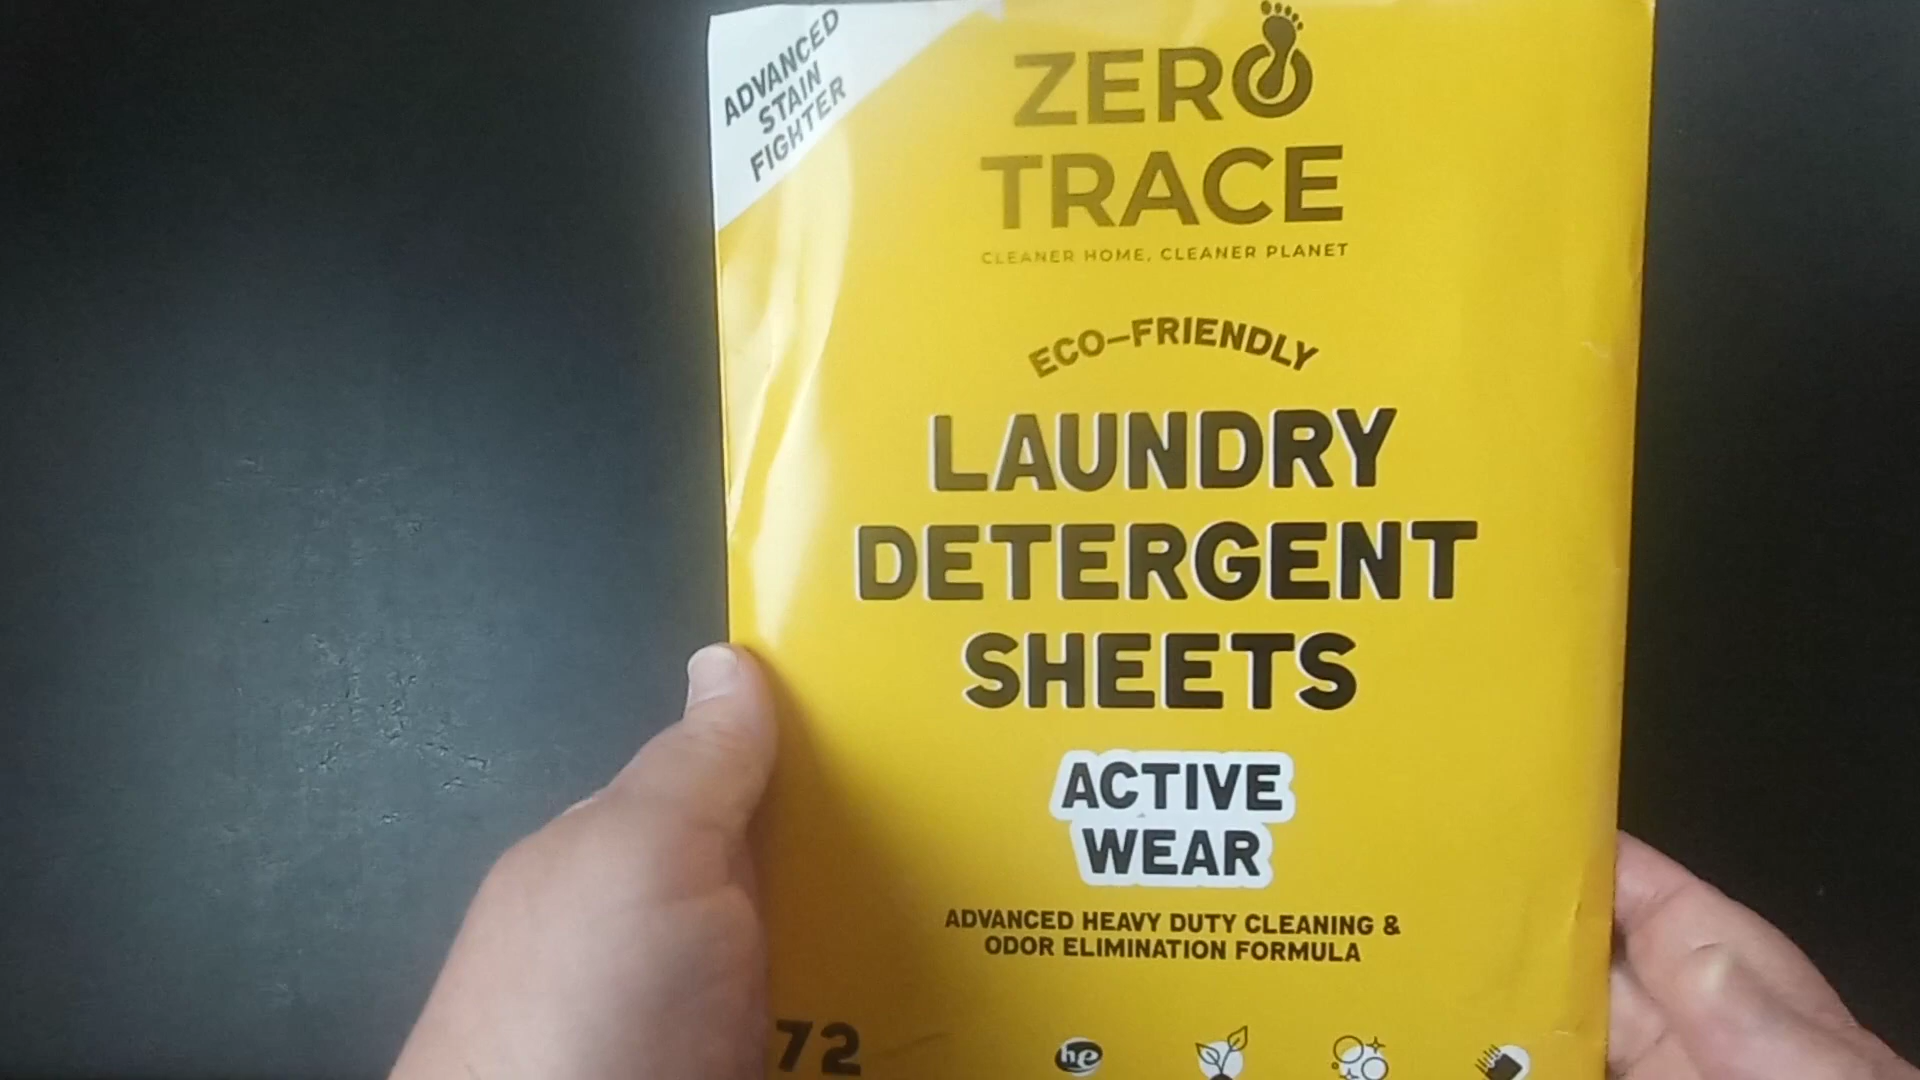 ADVANCED
STAIN
FIGHTER
ZERO
TRACE
CLEANER HOME, CLEANER PLANET
ECO-FRIENDLY
LAUNDRY
DETERGENT
SHEETS
ACTIVE
WEAR
ADVANCED HEAVY DUTY CLEANING &
ODOR ELIMINATION FORMULA
72
he